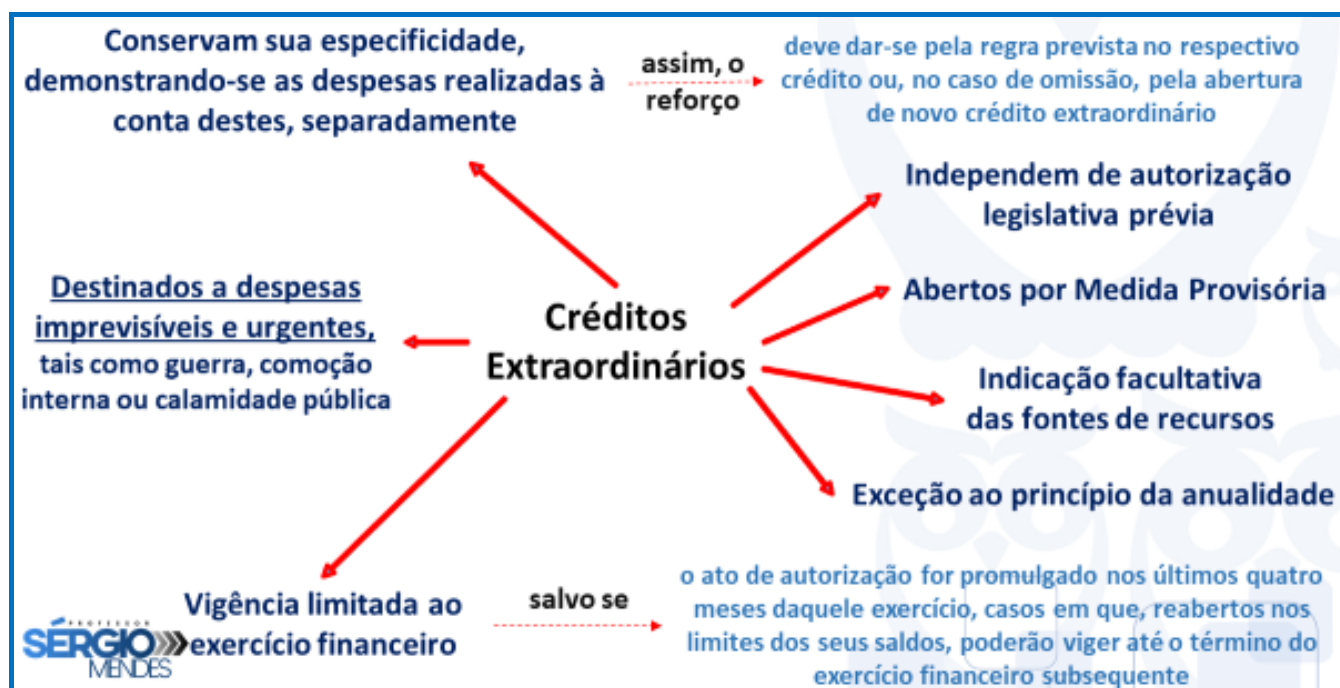 Conservam sua especificidade,
demonstrando-se as despesas realizadas à
conta destes, separadamente
assim, o
reforço
deve dar-se pela regra prevista no respectivo
crédito ou, no caso de omissão, pela abertura
de novo crédito extraordinário
Independem de autorização
legislativa prévia
Destinados a despesas
imprevisíveis e urgentes,
tais como guerra, comoção
interna ou calamidade pública
Créditos
Extraordinários
Abertos por Medida Provisória
Indicação facultativa
das fontes de recursos
Exceção ao princípio da anualidade
Vigência limitada ao
exercício financeiro
salvo se
o ato de autorização for promulgado nos últimos quatro
meses daquele exercício, casos em que, reabertos nos
limites dos seus saldos, poderão viger até o término do
exercício financeiro subsequente
PROFESSOR
SÉRGIO
MENDES